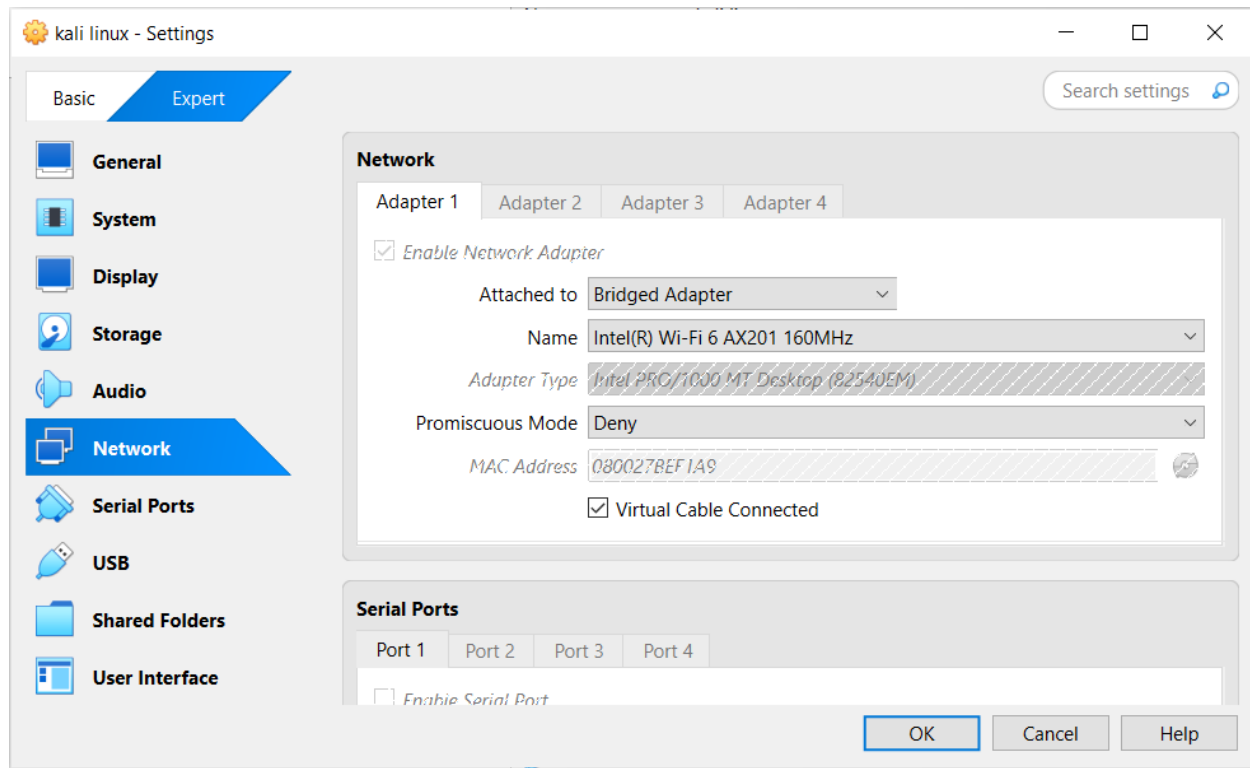 kali linux - Settings
Basic
Expert
Search settings
General
System
Display
Storage
Audio
Network
Serial Ports
USB
Shared Folders
User Interface
Network
Adapter 1
Adapter 2
Adapter 3
Adapter 4
Enable Network Adapter
Attached to Bridged Adapter
Name Intel(R) Wi-Fi 6 AX201 160MHz
Adapter Type Intel PRO/1000 MT Desktop (82540EM)
Promiscuous Mode Deny
MAC Address 080027BEF1A9
Virtual Cable Connected
Serial Ports
Port 1
Port 2
Port 3
Port 4
Enable Serial Port
OK
Cancel
Help